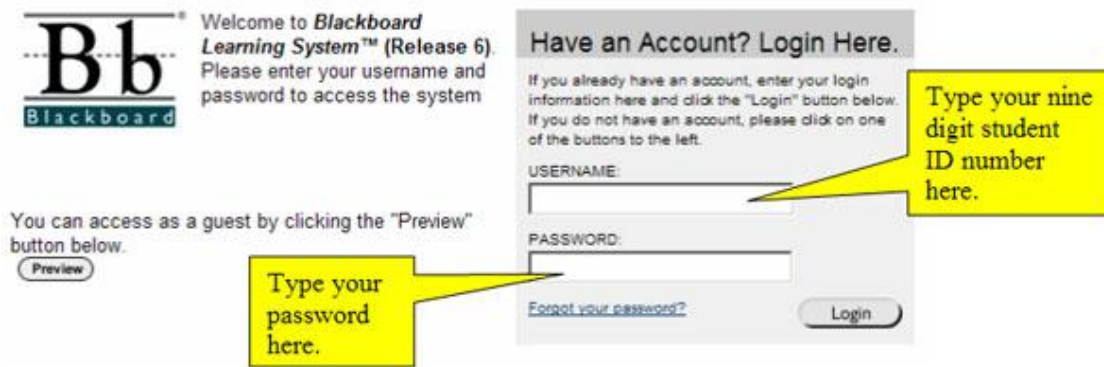 Bb
Blackboard
®
Welcome to Blackboard
Learning System™ (Release 6).
Please enter your username and
password to access the system
You can access as a guest by clicking the "Preview"
button below.
Preview
Have an Account? Login Here.
If you already have an account, enter your login
information here and click the "Login" button below.
If you do not have an account, please click on one
of the buttons to the left.
USERNAME:
PASSWORD:
Forgot your password?
Login
Type your nine
digit student
ID number
here.
Type your
password
here.